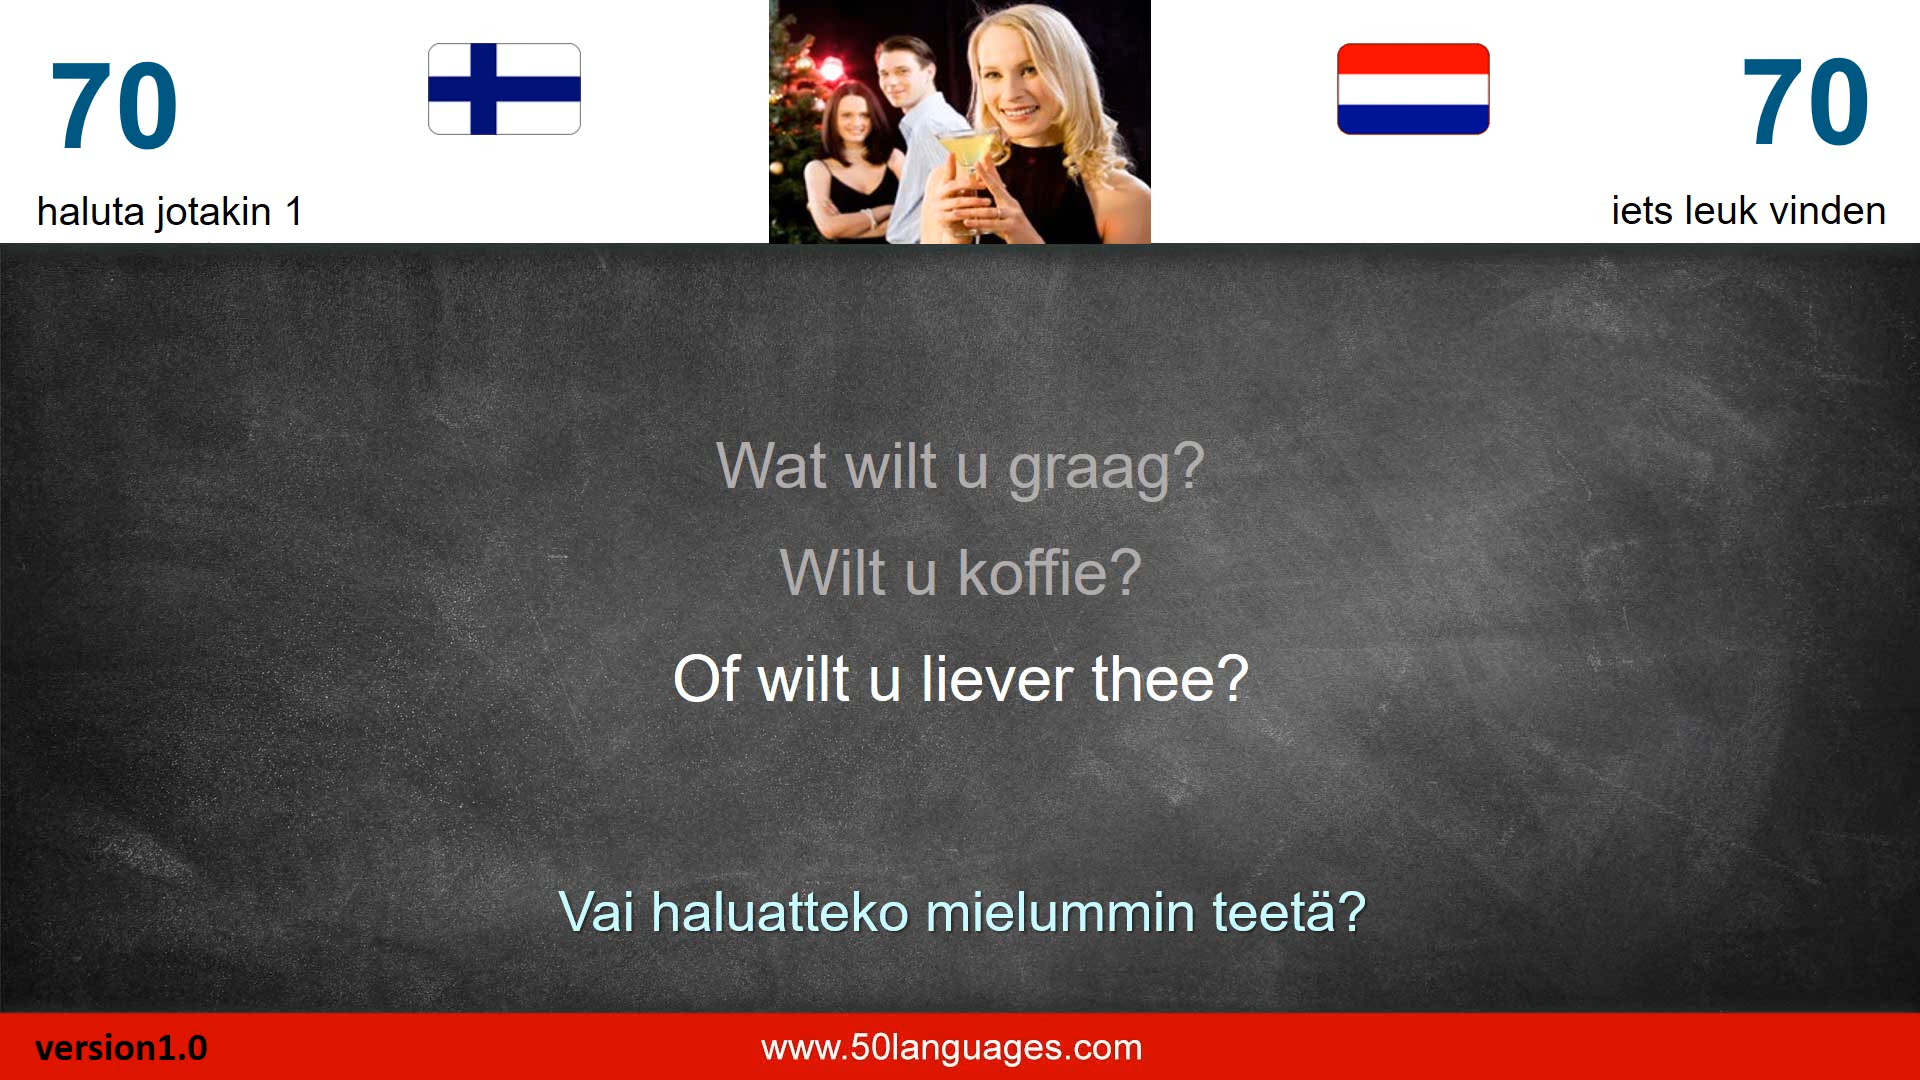 70
70
haluta jotakin 1
iets leuk vinden
Wat wilt u graag?
Wilt u koffie?
Of wilt u liever thee?
Vai haluatteko mielummin teetä?
version1.0
www.50languages.com